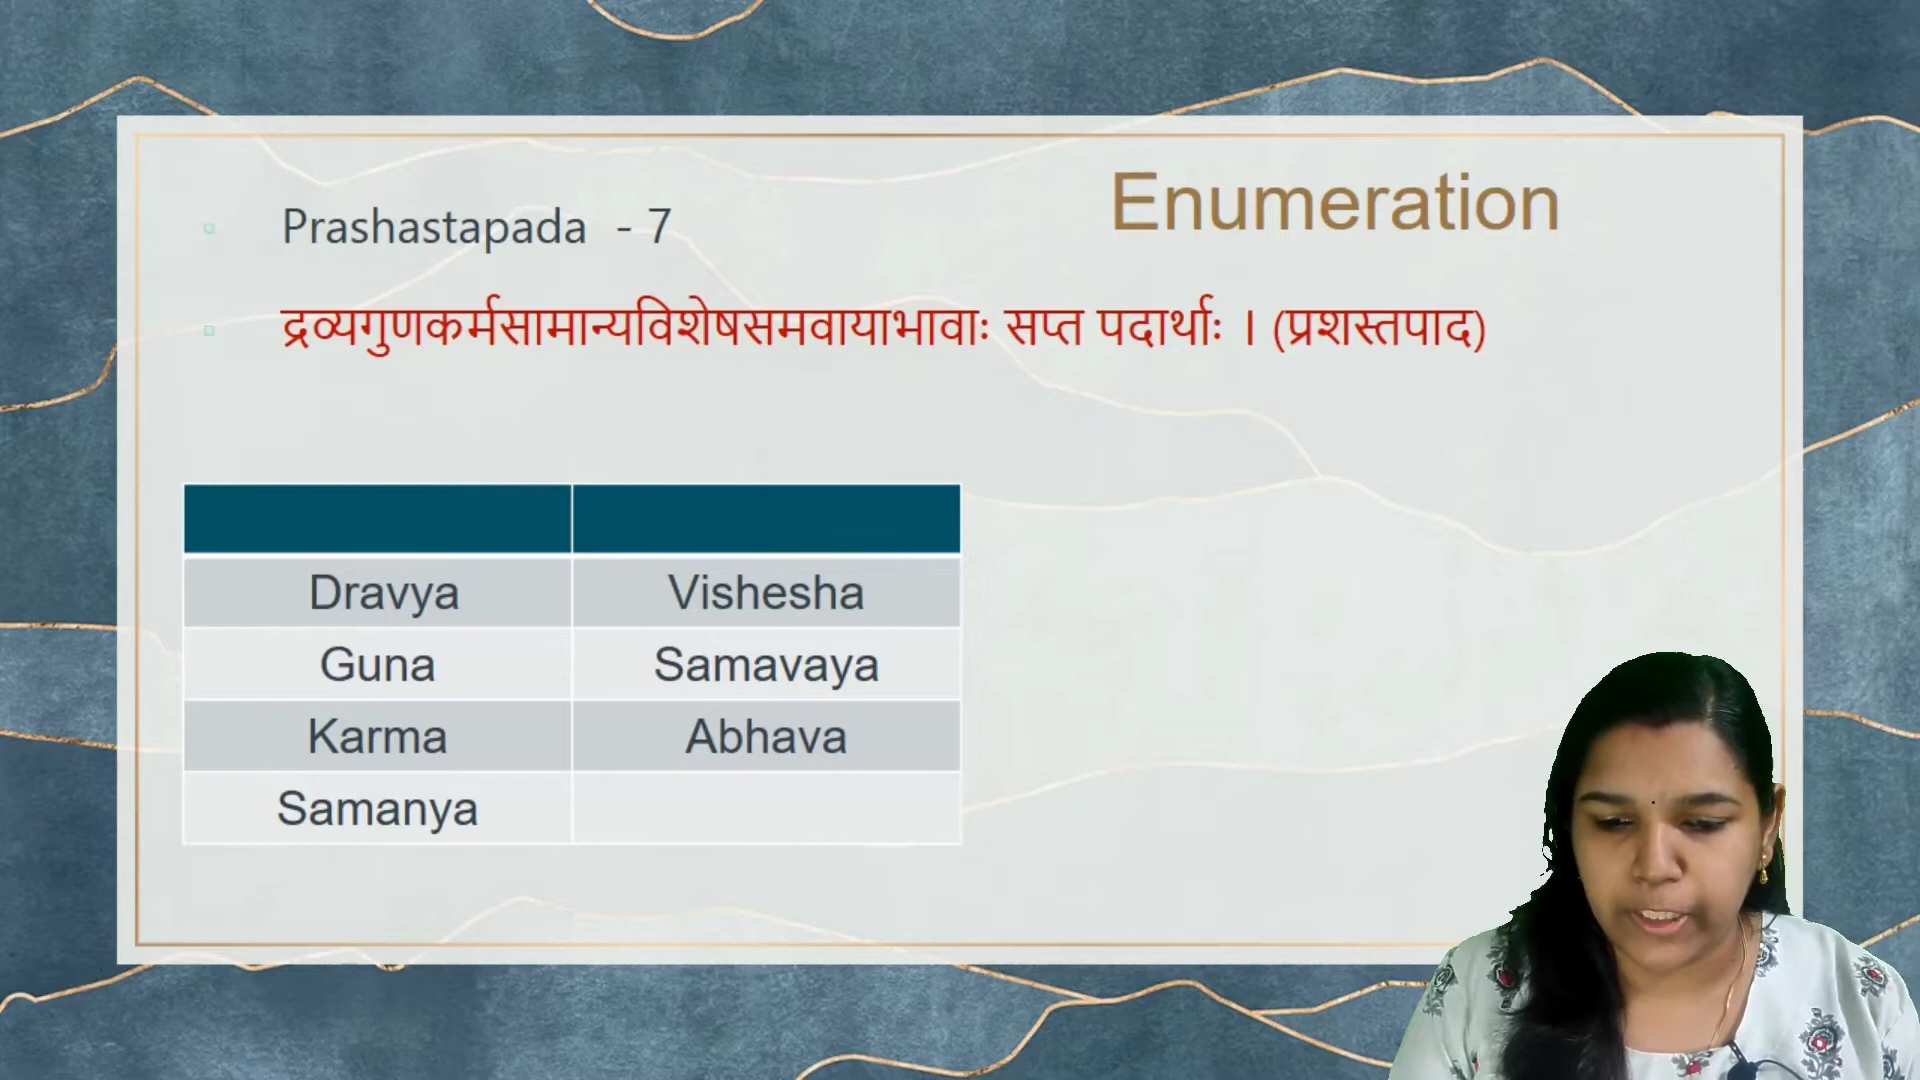 Enumeration
Prashastapada - 7
द्रव्यगुणकर्मसामान्यविशेषसमवायाभावाः सप्त पदार्थाः । (प्रशस्तपाद)
Dravya Vishesha
Guna Samavaya
Karma Abhava
Samanya